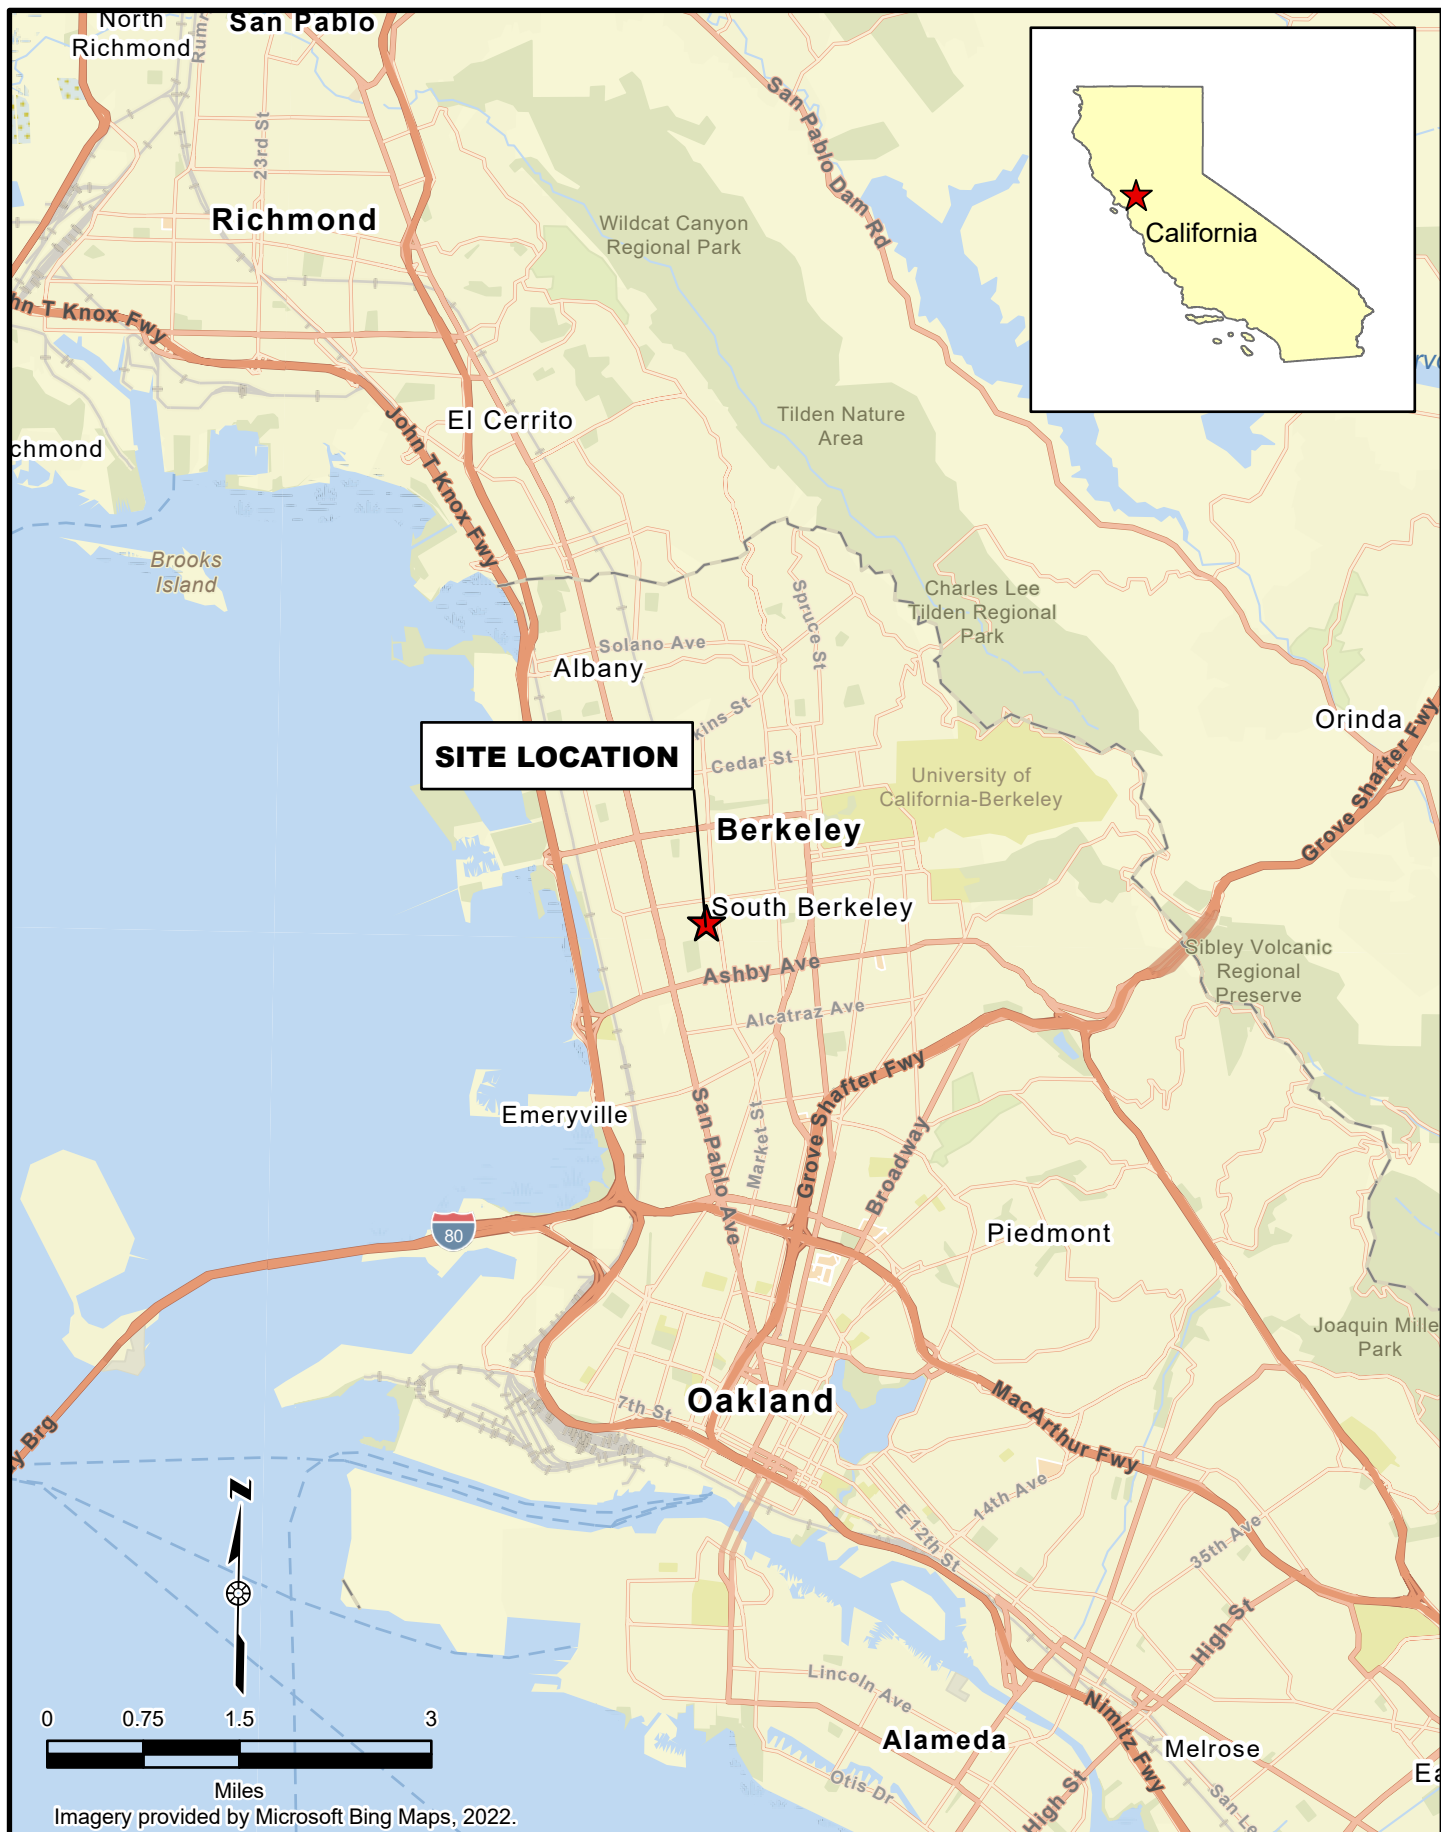 North
Richmond
San Pablo
23rd St
Richmond
San Pablo Dam Rd
Wildcat Canyon
Regional Park
California
John T Knox Fwy
El Cerrito
Tilden Nature
Area
John T Knox Fwy
Brooks
Island
Charles Lee
Tilden Regional
Park
Spruce St
Solano Ave
Albany
Orinda
SITE LOCATION
Cedar St
University of
California-Berkeley
Berkeley
Grove Shafter Fwy
South Berkeley
Ashby Ave
Sibley Volcanic
Regional
Preserve
Alcatraz Ave
Grove Shafter Fwy
Emeryville
San Pablo Ave
Market St
Broadway
80
Piedmont
Joaquin Mille
Park
Oakland
7th St
MacArthur Fwy
y Brg
N
14th Ave
E 12th St
35th Ave
High St
Lincoln Ave
Nimitz Fwy
Alameda
Melrose
Otis Dr
High St
San Le
0 0.75 1.5 3
Miles
Imagery provided by Microsoft Bing Maps, 2022.